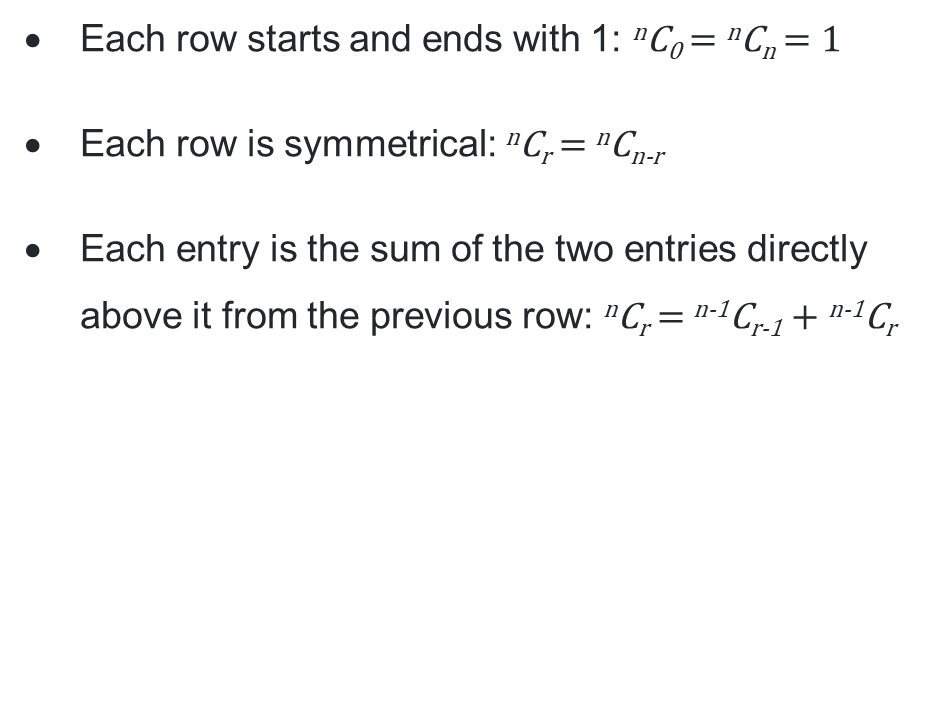 • Each row starts and ends with 1: ⁿC₀ = ⁿCₙ = 1
• Each row is symmetrical: ⁿCᵣ = ⁿCₙ₋ᵣ
• Each entry is the sum of the two entries directly
above it from the previous row: ⁿCᵣ = ⁿ⁻¹Cᵣ₋₁ + ⁿ⁻¹Cᵣ